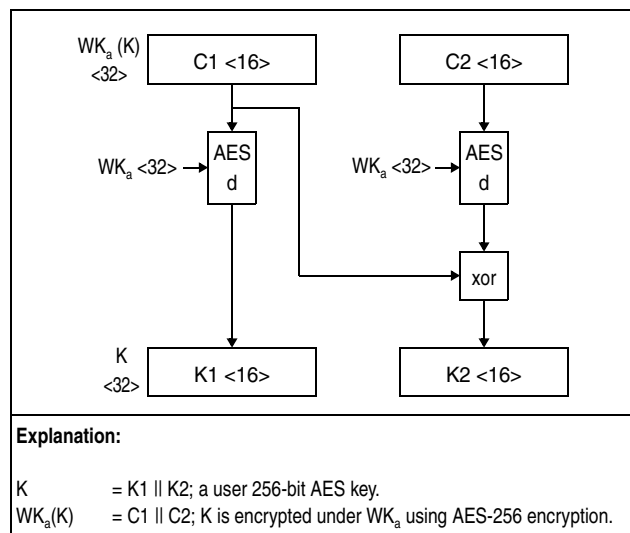 WKa (K)
<32>
C1 <16>
C2 <16>
WKa <32>
AES
d
WKa <32>
AES
d
xor
K
<32>
K1 <16>
K2 <16>
Explanation:
K = K1 || K2; a user 256-bit AES key.
WKa(K) = C1 || C2; K is encrypted under WKa using AES-256 encryption.